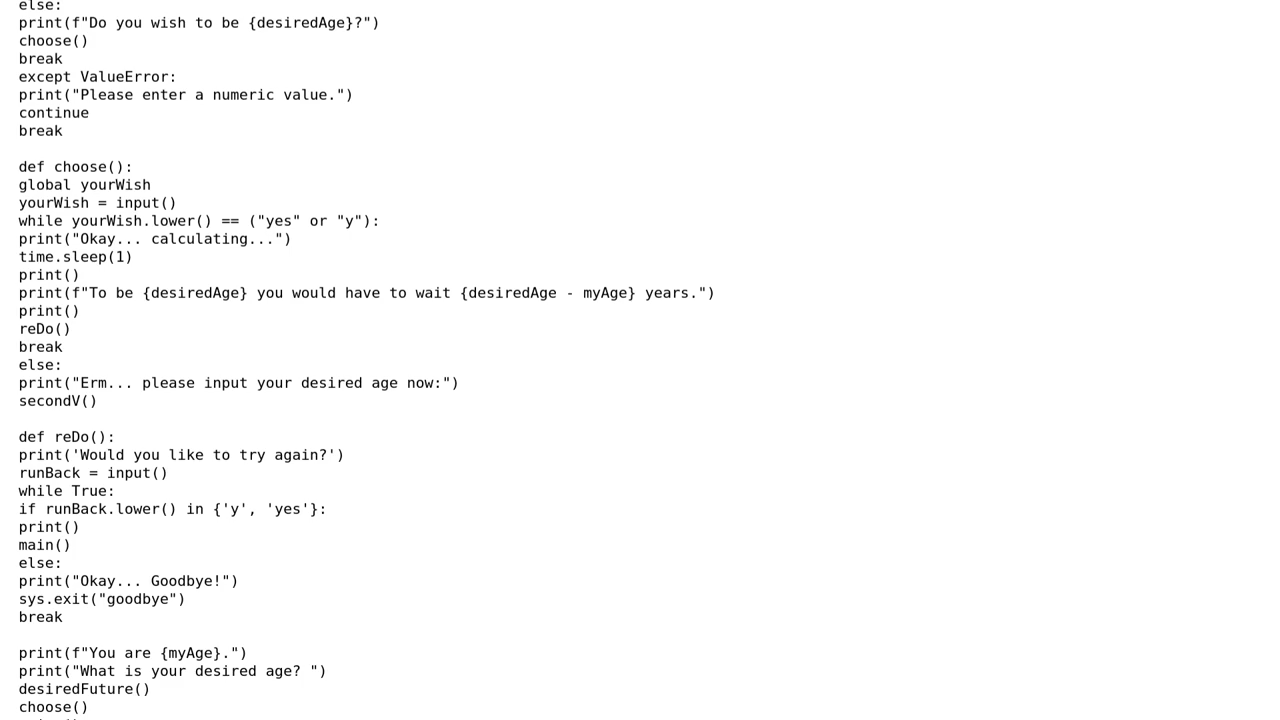 else:
print(f"Do you wish to be {desiredAge}?")
choose()
break
except ValueError:
print("Please enter a numeric value.")
continue
break

def choose():
global yourWish
yourWish = input()
while yourWish.lower() == ("yes" or "y"):
print("Okay... calculating...")
time.sleep(1)
print()
print(f"To be {desiredAge} you would have to wait {desiredAge - myAge} years.")
print()
reDo()
break
else:
print("Erm... please input your desired age now:")
secondV()

def reDo():
print('Would you like to try again?')
runBack = input()
while True:
if runBack.lower() in {'y', 'yes'}:
print()
main()
else:
print("Okay... Goodbye!")
sys.exit("goodbye")
break

print(f"You are {myAge}.")
print("What is your desired age? ")
desiredFuture()
choose()